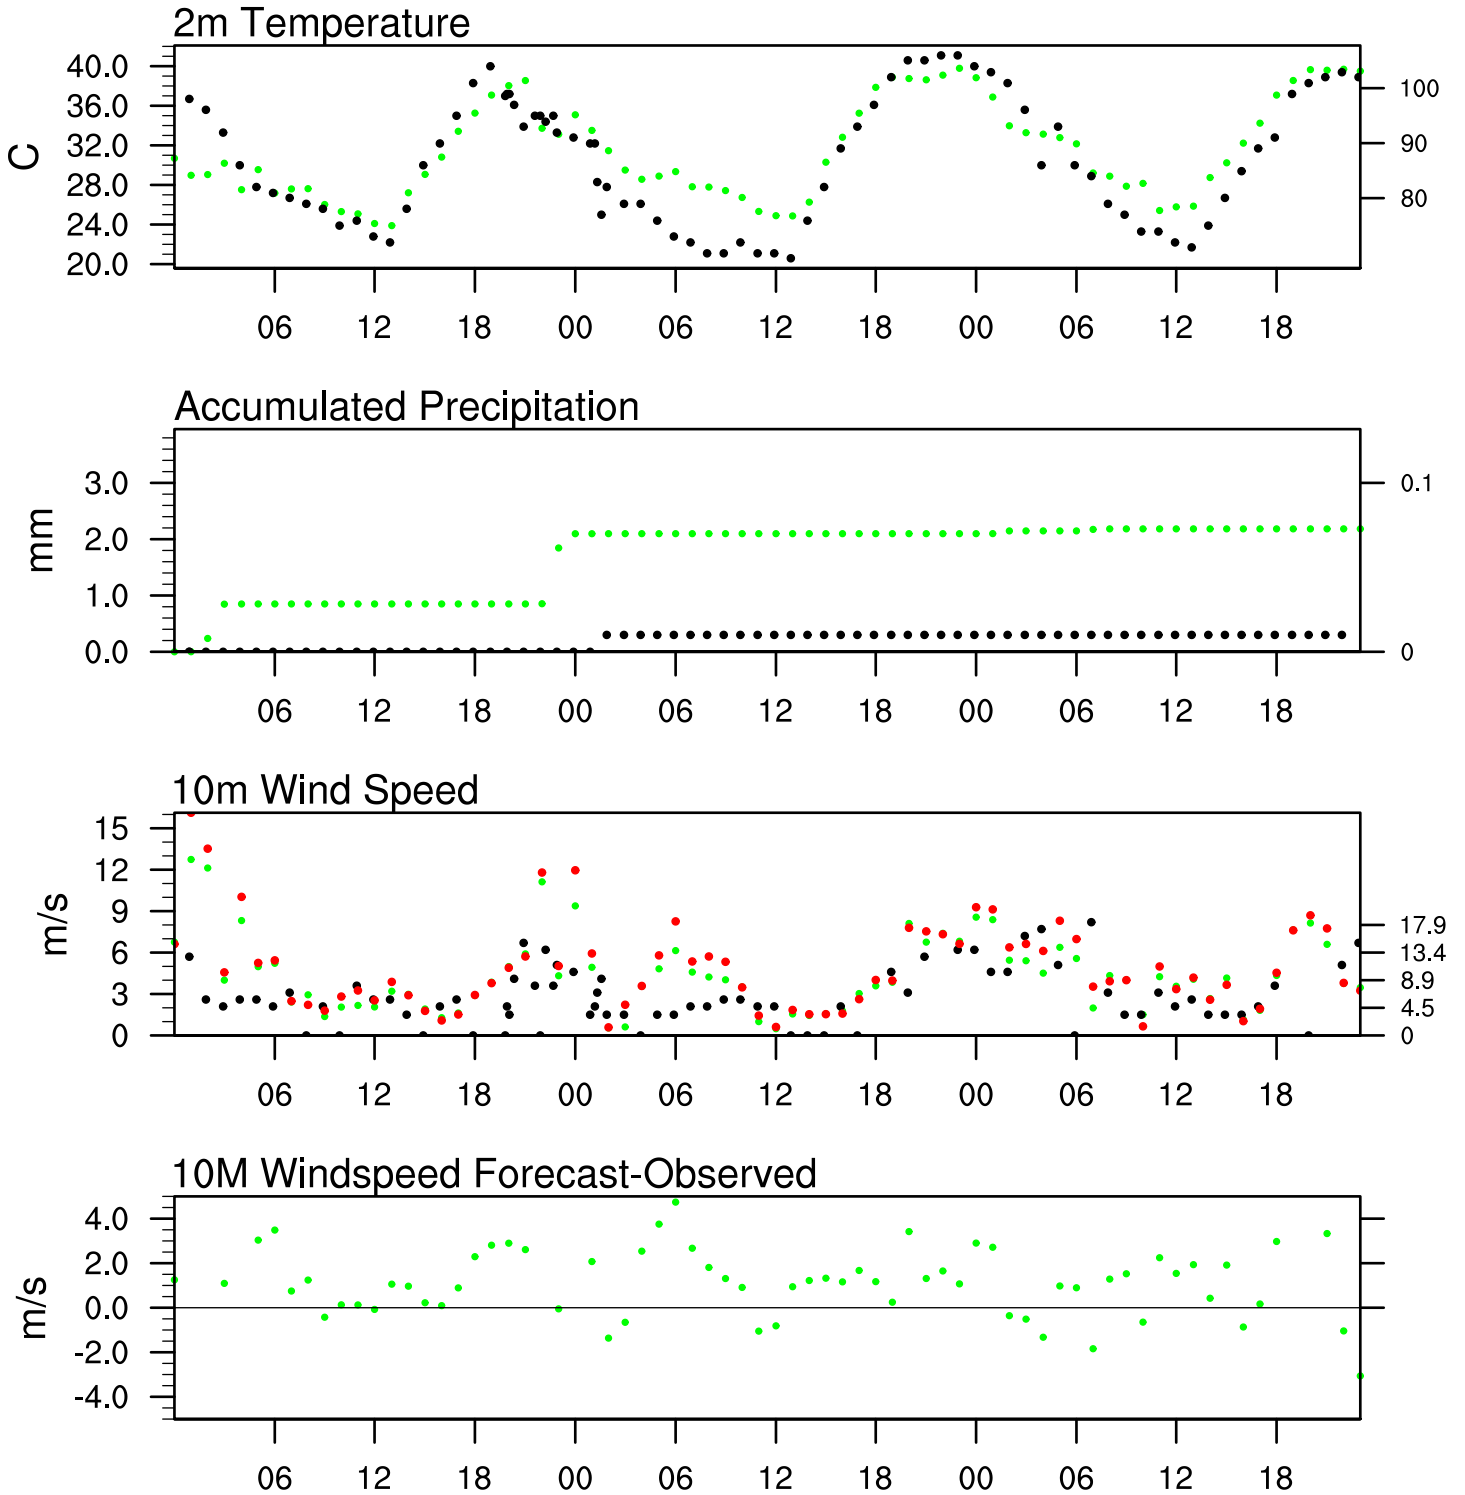 2m Temperature
40.0
36.0
32.0
28.0
24.0
20.0
C
100
90
80
06 12 18 00 06 12 18 00 06 12 18
Accumulated Precipitation
3.0
2.0
1.0
0.0
mm
0.1
0
06 12 18 00 06 12 18 00 06 12 18
10m Wind Speed
15
12
9
6
3
0
m/s
17.9
13.4
8.9
4.5
0
06 12 18 00 06 12 18 00 06 12 18
10M Windspeed Forecast-Observed
4.0
2.0
0.0
-2.0
-4.0
m/s
06 12 18 00 06 12 18 00 06 12 18